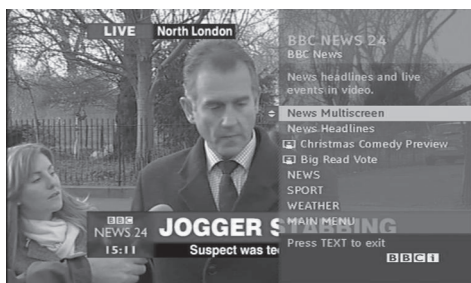 LIVE North London
BBC NEWS 24
BBC News
News headlines and live
events in video.
News Multiscreen
News Headlines
Christmas Comedy Preview
Big Read Vote
NEWS
SPORT
WEATHER
MAIN MENU
Press TEXT to exit
BBCi
BBC
NEWS 24
15:11
JOGGER STABBING
Suspect was